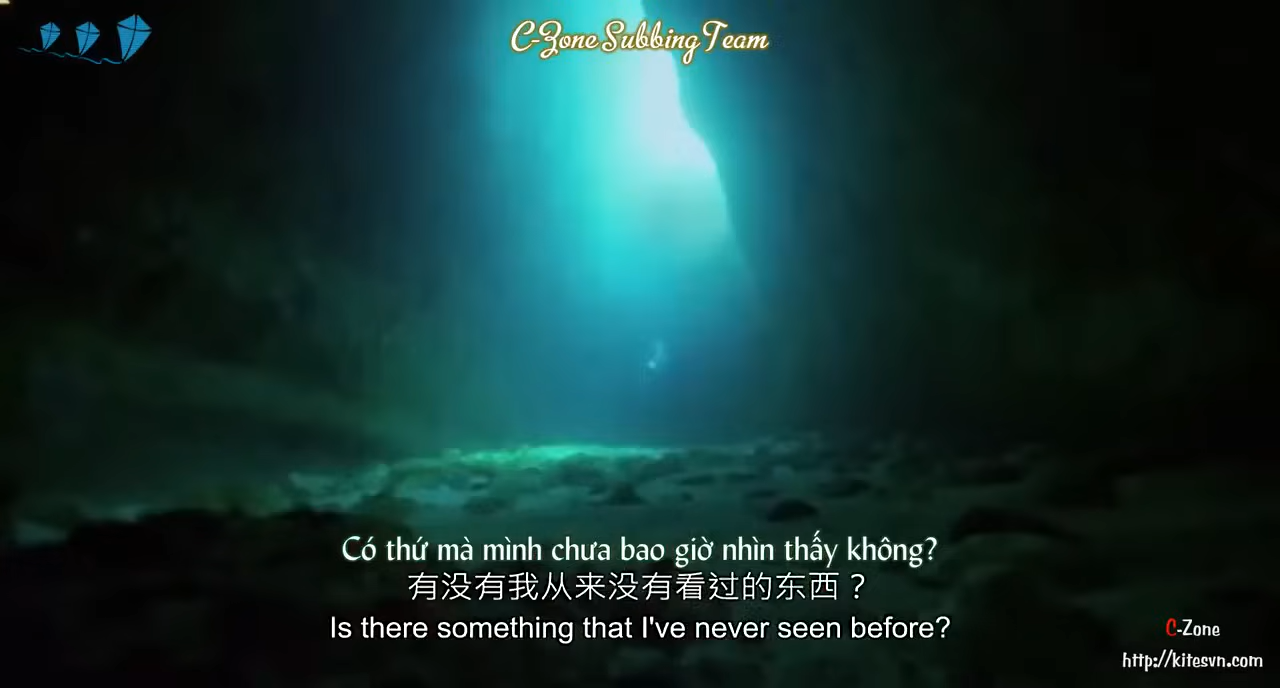 C-Zone Subbing Team
Có thứ mà mình chưa bao giờ nhìn thấy không?
有没有我从来没有看过的东西？
Is there something that I've never seen before?
C-Zone
http://kitesvn.com